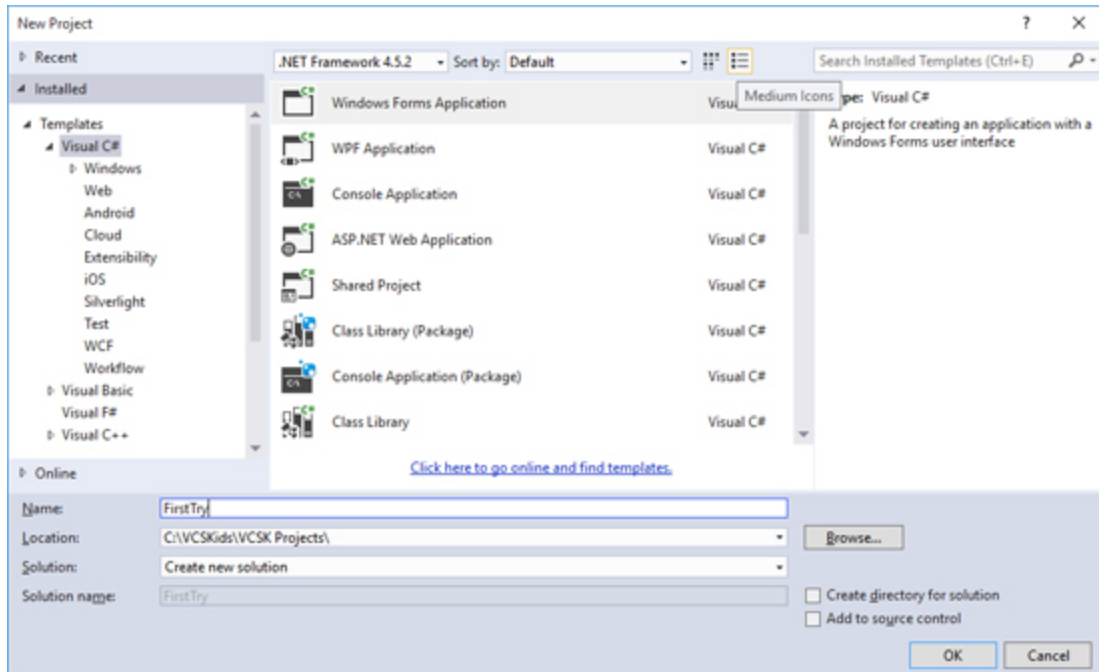 New Project
? ×
Recent
.NET Framework 4.5.2 Sort by: Default
Search Installed Templates (Ctrl+E)
Installed
Templates
Visual C#
Windows
Web
Android
Cloud
Extensibility
iOS
Silverlight
Test
WCF
Workflow
Visual Basic
Visual F#
Visual C++
Online
Windows Forms Application
WPF Application Visual C#
Console Application Visual C#
ASP.NET Web Application Visual C#
Shared Project Visual C#
Class Library (Package) Visual C#
Console Application (Package) Visual C#
Class Library Visual C#
Click here to go online and find templates.
Medium Icons
Visual C#
A project for creating an application with a
Windows Forms user interface
Name: FirstTry
Location: C:\VCSKids\VCSK Projects\
Browse...
Solution: Create new solution
Solution name: FirstTry
Create directory for solution
Add to source control
OK Cancel